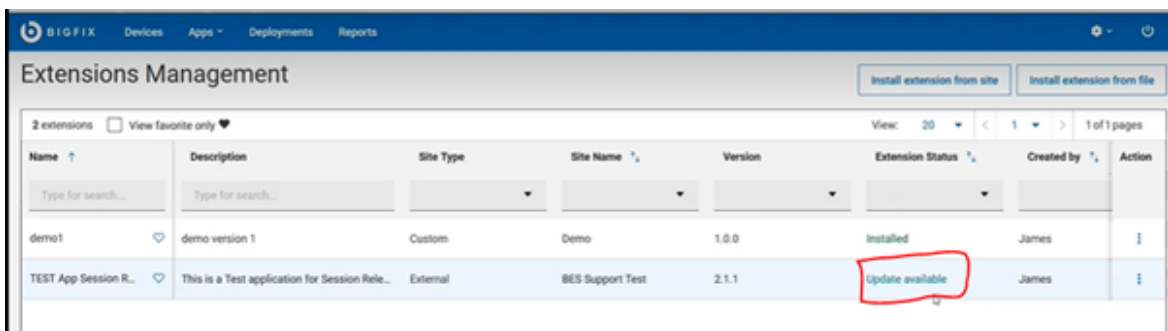 BIGFIX Devices Apps Deployments Reports
Extensions Management
Install extension from site Install extension from file
2 extensions View favorite only View: 20 1 1 of 1 pages
Name Description Site Type Site Name Version Extension Status Created by Action
Type for search... Type for search...
demo1 demo version 1 Custom Demo 1.0.0 Installed James
TEST App Session R... This is a Test application for Session Rele... External BES Support Test 2.1.1 Update available James